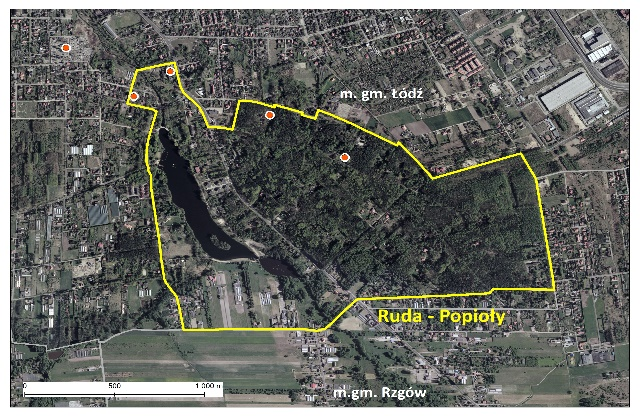 m. gm. Łódź
Ruda - Popioły
0 500 1 000 m
m.gm. Rzgów